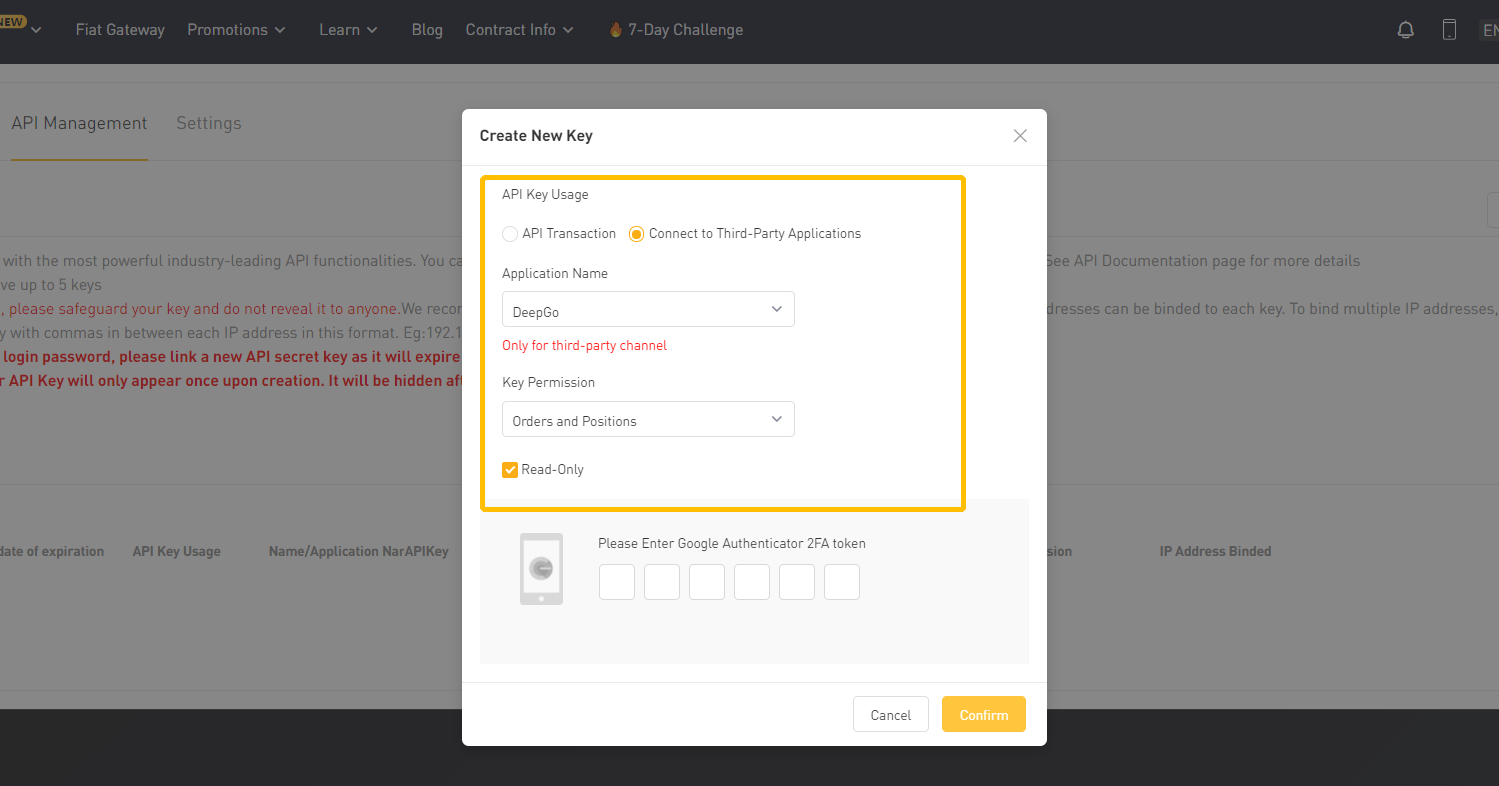 NEW
Fiat Gateway Promotions Learn Blog Contract Info 7-Day Challenge EN
API Management Settings
Create New Key
API Key Usage
API Transaction Connect to Third-Party Applications
with the most powerful industry-leading API functionalities. You ca
See API Documentation page for more details
Application Name
ve up to 5 keys
, please safeguard your key and do not reveal it to anyone.We recor
DeepGo
dresses can be binded to each key. To bind multiple IP addresses,
y with commas in between each IP address in this format. Eg:192.1
Only for third-party channel
login password, please link a new API secret key as it will expire
r API Key will only appear once upon creation. It will be hidden aft
Key Permission
Orders and Positions
Read-Only
Please Enter Google Authenticator 2FA token
date of expiration API Key Usage Name/Application NarAPIKey
sion IP Address Binded
Cancel Confirm